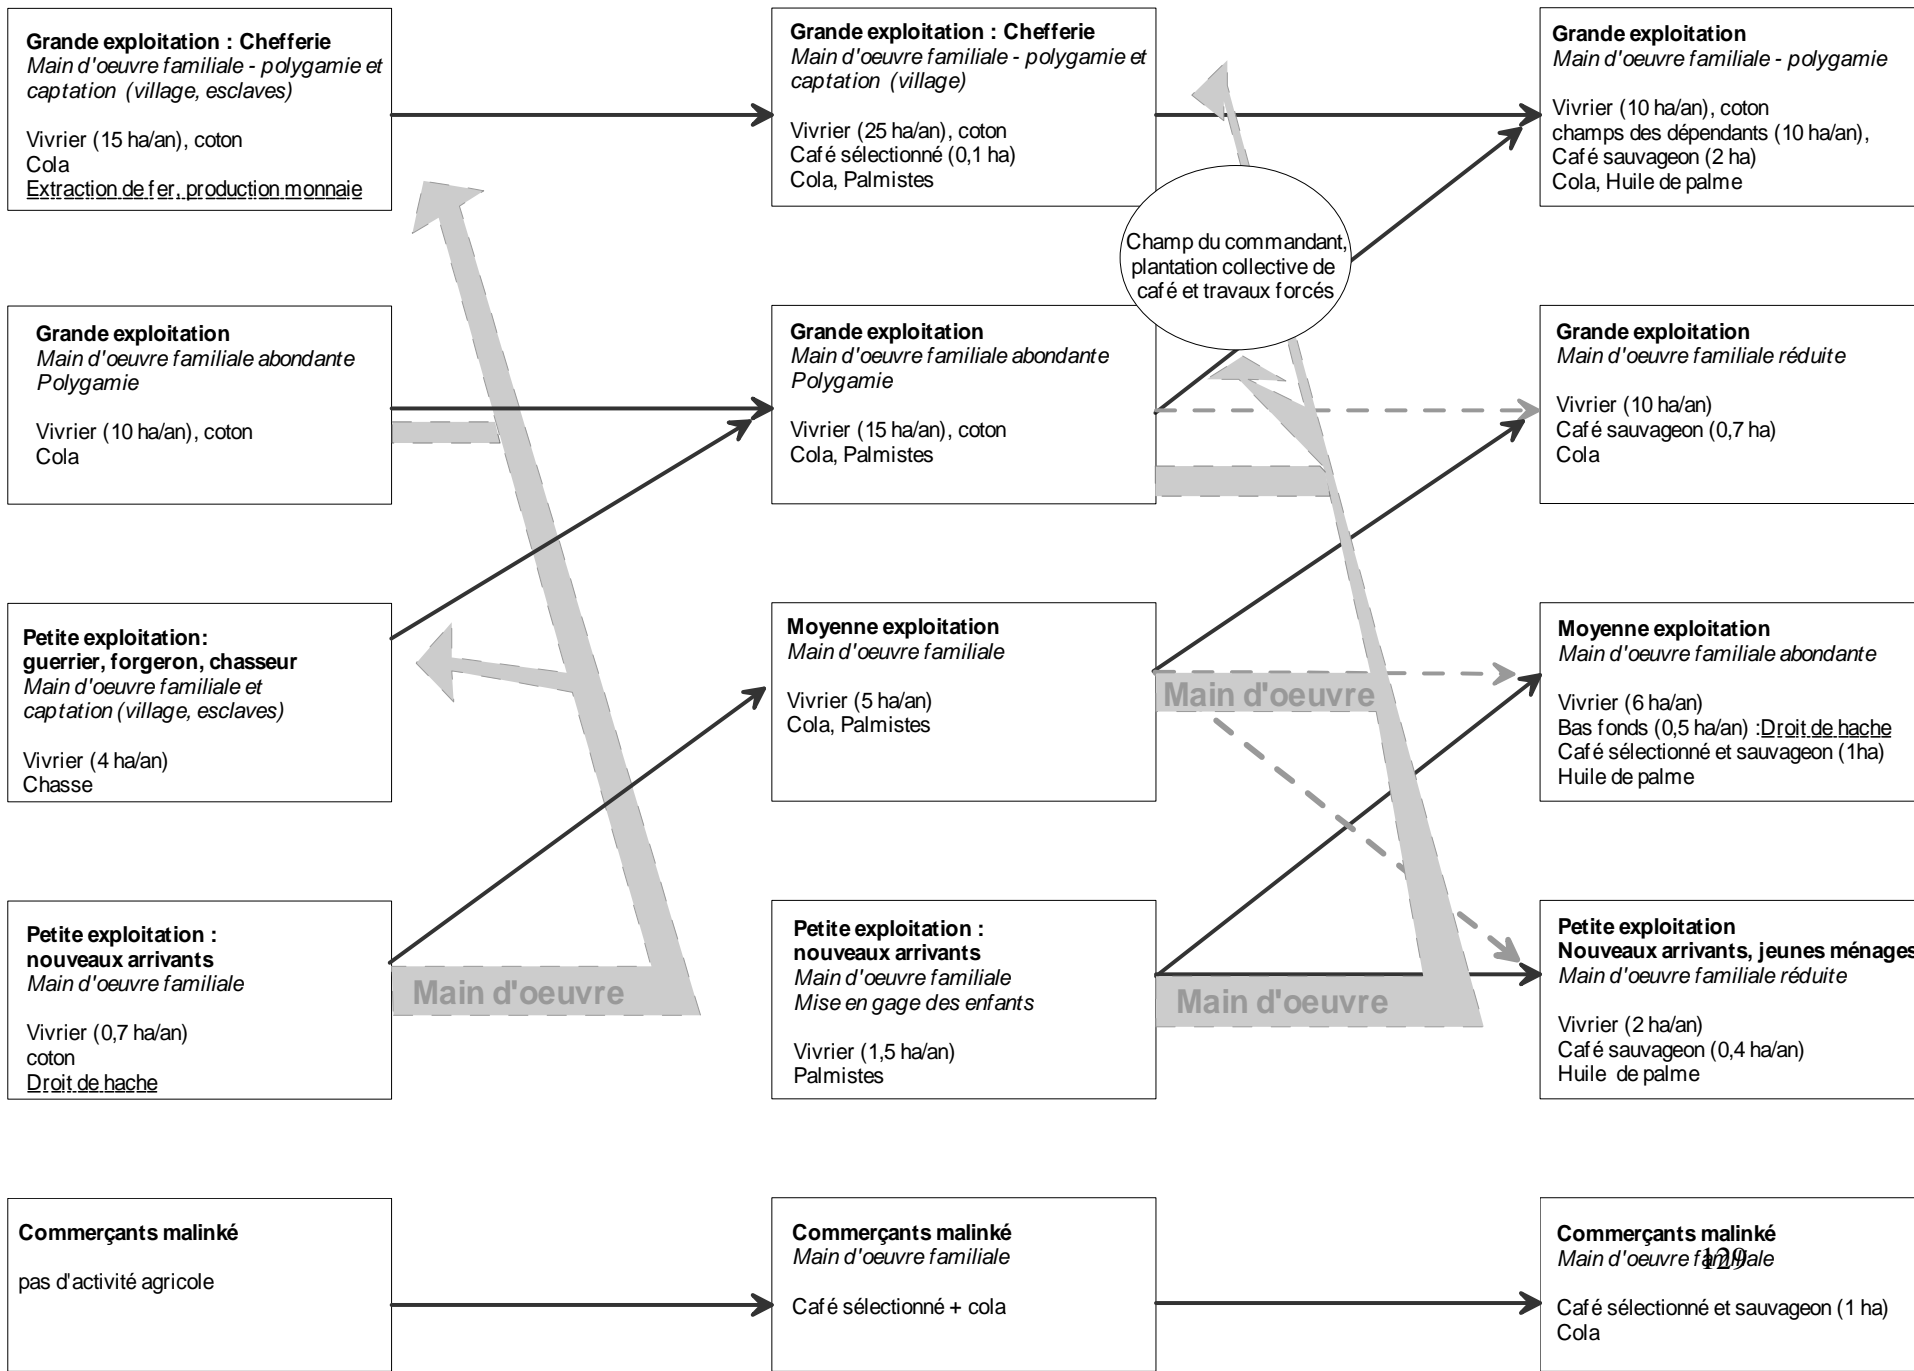 Grande exploitation : Chefferie
Main d'oeuvre familiale - polygamie et
captation (village, esclaves)
Vivrier (15 ha/an), coton
Cola
Extraction de fer, production monnaie
Grande exploitation : Chefferie
Main d'oeuvre familiale - polygamie et
captation (village)
Vivrier (25 ha/an), coton
Café sélectionné (0,1 ha)
Cola, Palmistes
Grande exploitation
Main d'oeuvre familiale - polygamie
Vivrier (10 ha/an), coton
champs des dépendants (10 ha/an),
Café sauvageon (2 ha)
Cola, Huile de palme
Champ du commandant,
plantation collective de
café et travaux forcés
Grande exploitation
Main d'oeuvre familiale abondante
Polygamie
Vivrier (10 ha/an), coton
Cola
Grande exploitation
Main d'oeuvre familiale abondante
Polygamie
Vivrier (15 ha/an), coton
Cola, Palmistes
Grande exploitation
Main d'oeuvre familiale réduite
Vivrier (10 ha/an)
Café sauvageon (0,7 ha)
Cola
Petite exploitation:
guerrier, forgeron, chasseur
Main d'oeuvre familiale et
captation (village, esclaves)
Vivrier (4 ha/an)
Chasse
Moyenne exploitation
Main d'oeuvre familiale
Vivrier (5 ha/an)
Cola, Palmistes
Main d'oeuvre
Moyenne exploitation
Main d'oeuvre familiale abondante
Vivrier (6 ha/an)
Bas fonds (0,5 ha/an) :Droit de hache
Café sélectionné et sauvageon (1ha)
Huile de palme
Petite exploitation :
nouveaux arrivants
Main d'oeuvre familiale
Vivrier (0,7 ha/an)
coton
Droit de hache
Main d'oeuvre
Petite exploitation :
nouveaux arrivants
Main d'oeuvre familiale
Mise en gage des enfants
Vivrier (1,5 ha/an)
Palmistes
Main d'oeuvre
Petite exploitation
Nouveaux arrivants, jeunes ménages
Main d'oeuvre familiale réduite
Vivrier (2 ha/an)
Café sauvageon (0,4 ha/an)
Huile de palme
Commerçants malinké
pas d'activité agricole
Commerçants malinké
Main d'oeuvre familiale
Café sélectionné + cola
Commerçants malinké
Main d'oeuvre familiale
129
Café sélectionné et sauvageon (1 ha)
Cola